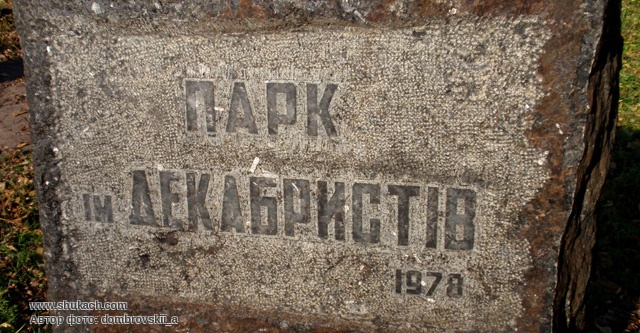 ПАРК
ім ДЕКАБРИСТІВ
1978
www.shukach.com
Автор фото: dombrovskii_a